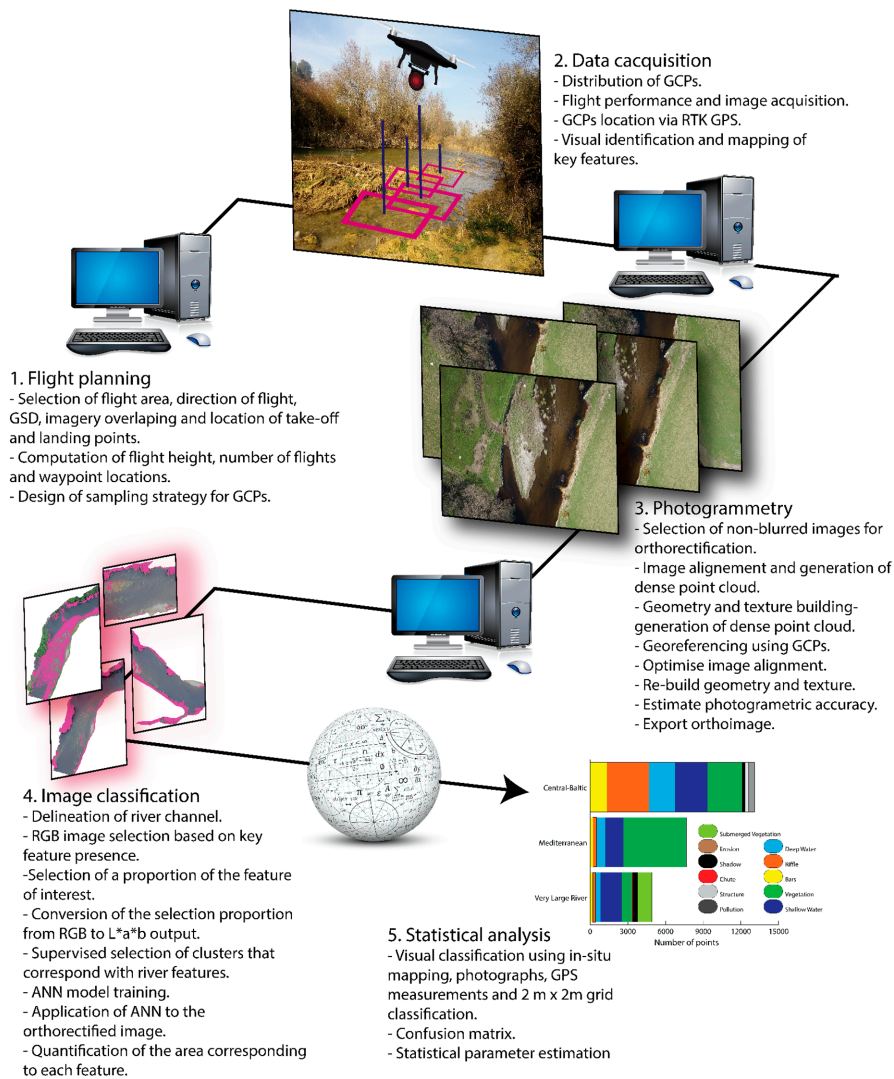 2. Data cacquisition
- Distribution of GCPs.
- Flight performance and image acquisition.
- GCPs location via RTK GPS.
- Visual identification and mapping of
key features.
1. Flight planning
- Selection of flight area, direction of flight,
GSD, imagery overlaping and location of take-off
and landing points.
- Computation of flight height, number of flights
and waypoint locations.
- Design of sampling strategy for GCPs.
3. Photogrammetry
- Selection of non-blurred images for
orthorectification.
- Image alignement and generation of
dense point cloud.
- Geometry and texture building-
generation of dense point cloud.
- Georeferencing using GCPs.
- Optimise image alignment.
- Re-build geometry and texture.
- Estimate photogrametric accuracy.
- Export orthoimage.
4. Image classification
- Delineation of river channel.
- RGB image selection based on key
feature presence.
-Selection of a proportion of the feature
of interest.
- Conversion of the selection proportion
from RGB to L*a*b output.
- Supervised selection of clusters that
correspond with river features.
- ANN model training.
- Application of ANN to the
orthorectified image.
- Quantification of the area corresponding
to each feature.
Central-Baltic
Mediterranean
Very Large River
Submerged Vegetation
Erosion
Shadow
Chute
Structure
Pollution
Deep Water
Riffle
Bars
Vegetation
Shallow Water
0 3000 6000 9000 12000 15000
Number of points
5. Statistical analysis
- Visual classification using in-situ
mapping, photographs, GPS
measurements and 2 m x 2m grid
classification.
- Confusion matrix.
- Statistical parameter estimation